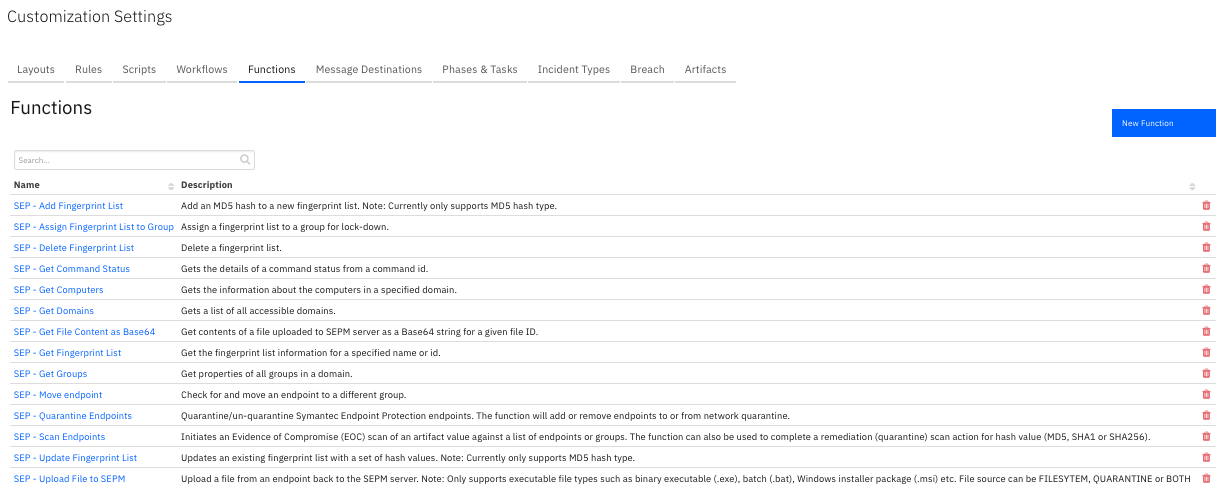 Customization Settings
Layouts Rules Scripts Workflows Functions Message Destinations Phases & Tasks Incident Types Breach Artifacts
Functions
New Function
Search...
Name Description
SEP - Add Fingerprint List Add an MD5 hash to a new fingerprint list. Note: Currently only supports MD5 hash type.
SEP - Assign Fingerprint List to Group Assign a fingerprint list to a group for lock-down.
SEP - Delete Fingerprint List Delete a fingerprint list.
SEP - Get Command Status Gets the details of a command status from a command id.
SEP - Get Computers Gets the information about the computers in a specified domain.
SEP - Get Domains Gets a list of all accessible domains.
SEP - Get File Content as Base64 Get contents of a file uploaded to SEPM server as a Base64 string for a given file ID.
SEP - Get Fingerprint List Get the fingerprint list information for a specified name or id.
SEP - Get Groups Get properties of all groups in a domain.
SEP - Move endpoint Check for and move an endpoint to a different group.
SEP - Quarantine Endpoints Quarantine/un-quarantine Symantec Endpoint Protection endpoints. The function will add or remove endpoints to or from network quarantine.
SEP - Scan Endpoints Initiates an Evidence of Compromise (EOC) scan of an artifact value against a list of endpoints or groups. The function can also be used to complete a remediation (quarantine) scan action for hash value (MD5, SHA1 or SHA256).
SEP - Update Fingerprint List Updates an existing fingerprint list with a set of hash values. Note: Currently only supports MD5 hash type.
SEP - Upload File to SEPM Upload a file from an endpoint back to the SEPM server. Note: Only supports executable file types such as binary executable (.exe), batch (.bat), Windows installer package (.msi) etc. File source can be FILESYTEM, QUARANTINE or BOTH